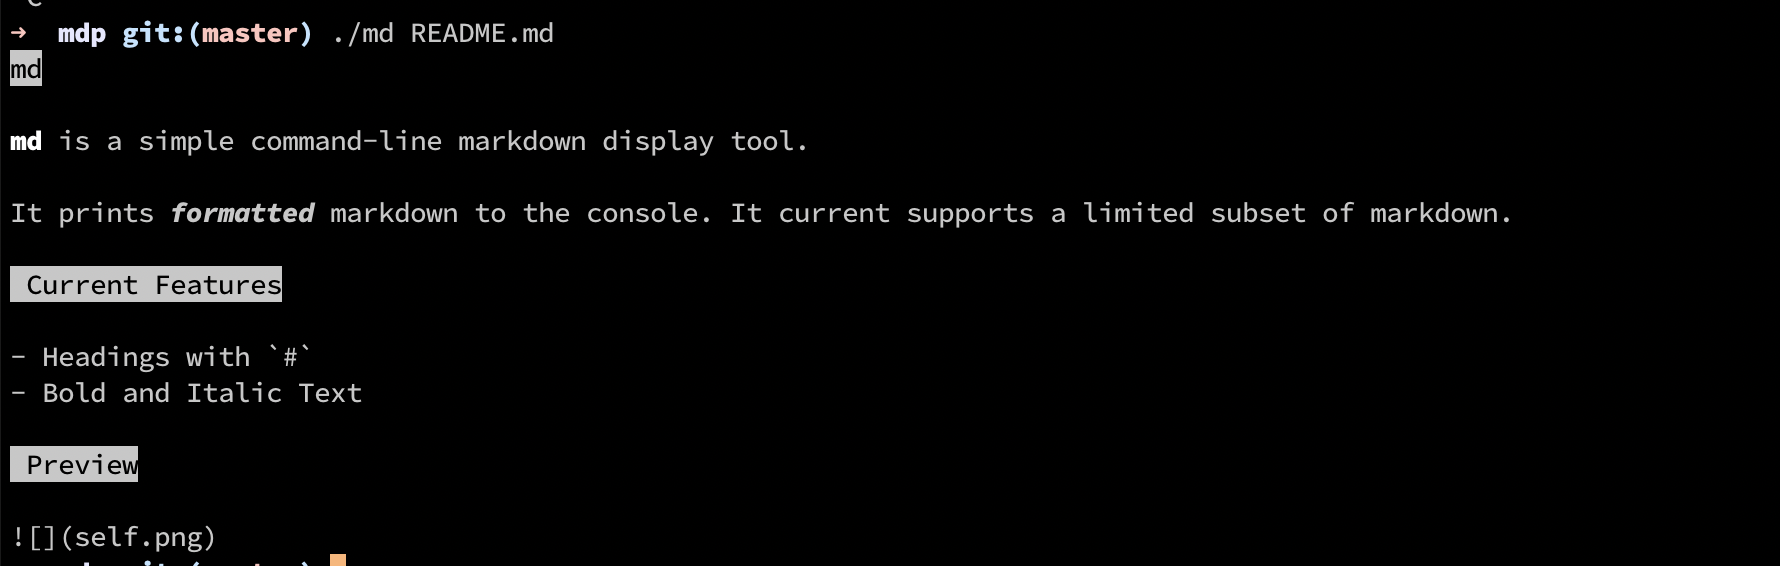 ➜  mdp git:(master) ./md README.md
md
md is a simple command-line markdown display tool.
It prints formatted markdown to the console. It current supports a limited subset of markdown.
Current Features
- Headings with `#`
- Bold and Italic Text
Preview
![](self.png)